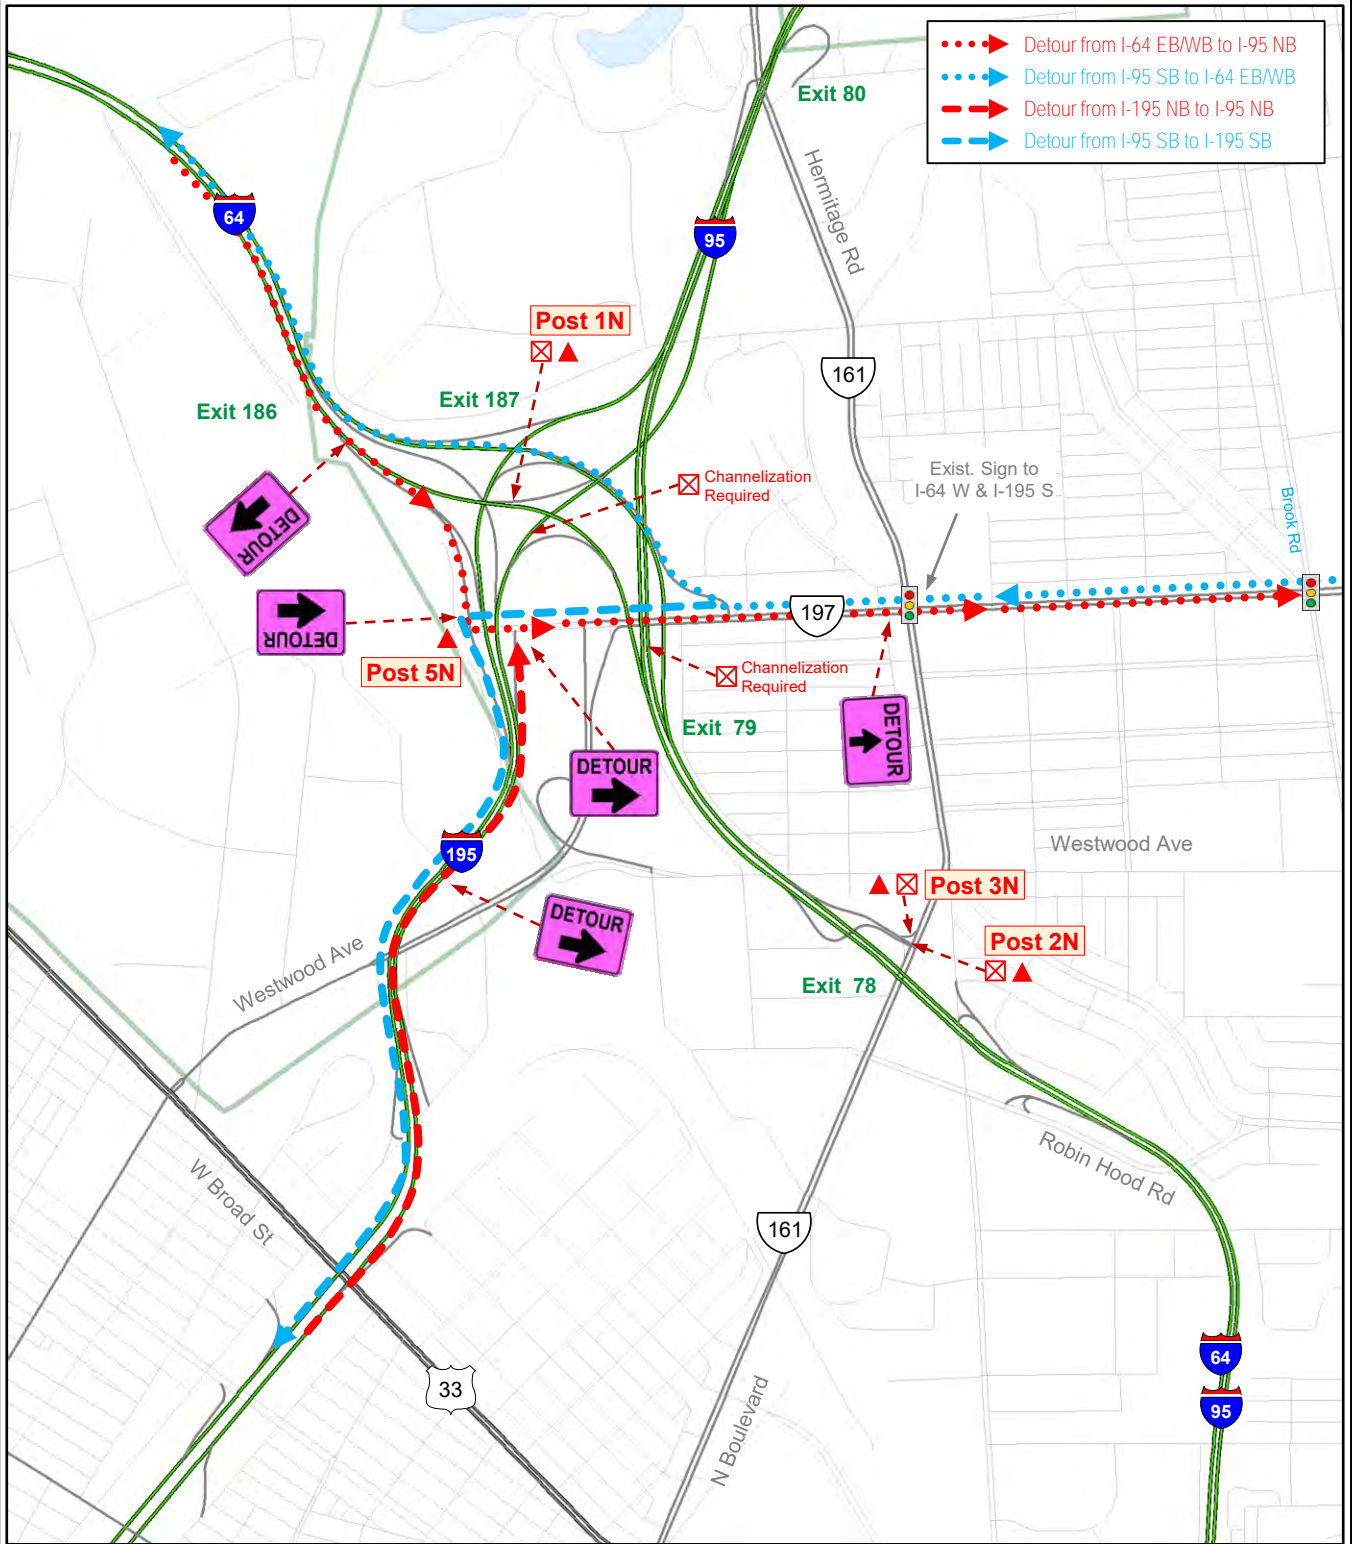 Detour from I-64 EB/WB to I-95 NB
Detour from I-95 SB to I-64 EB/WB
Detour from I-195 NB to I-95 NB
Detour from I-95 SB to I-195 SB
Exit 80
Hermitage Rd
64
95
Post 1N
161
Exit 187
Exit 186
Channelization
Required
Exist. Sign to
I-64 W & I-195 S
Brook Rd
DETOUR
DETOUR
197
Post 5N
Channelization
Required
Exit 79
DETOUR
DETOUR
195
Westwood Ave
Post 3N
DETOUR
Post 2N
Westwood Ave
Exit 78
Robin Hood Rd
W Broad St
161
64
33
95
N Boulevard